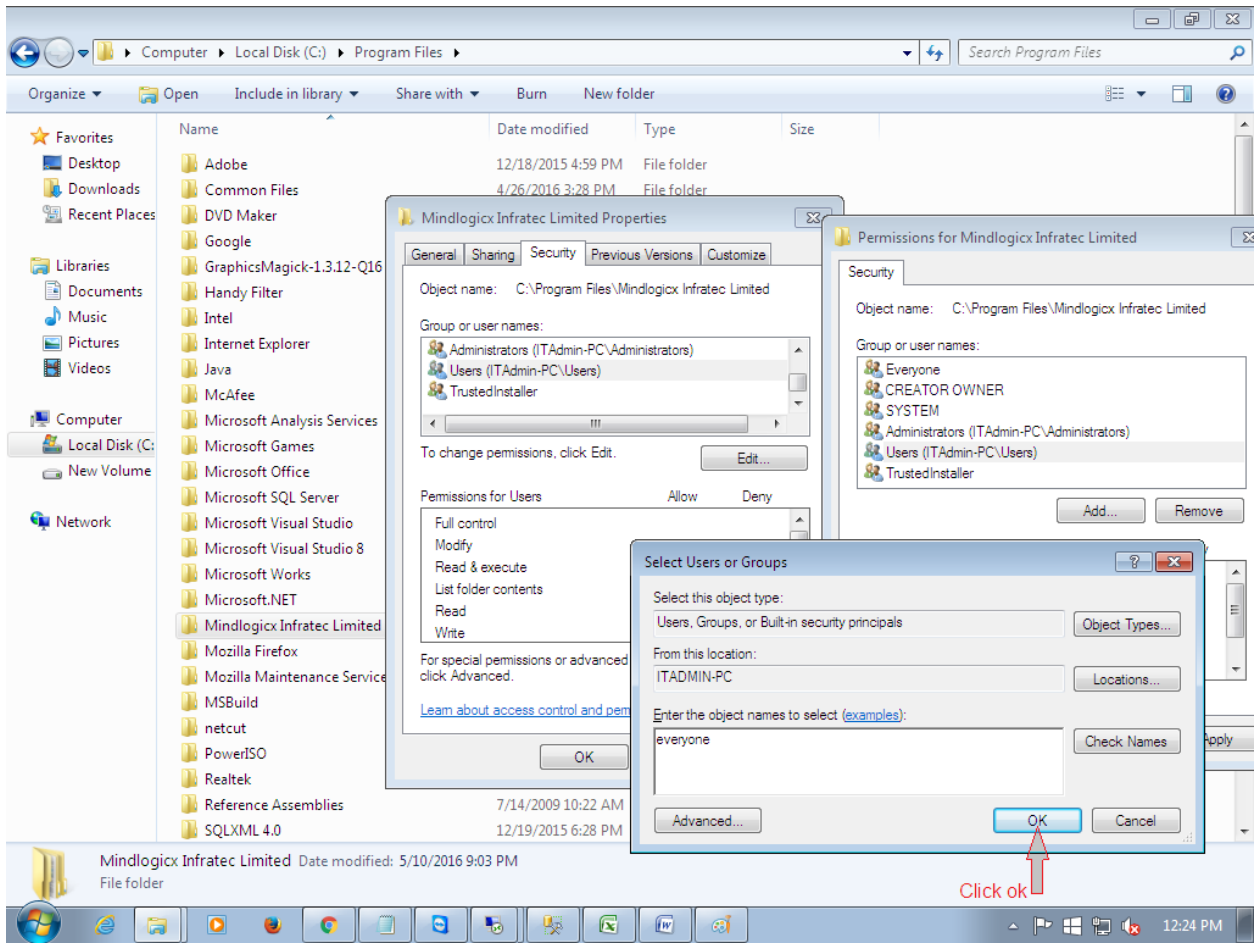 Computer ▸ Local Disk (C:) ▸ Program Files ▸
Search Program Files
Organize Open Include in library Share with Burn New folder
Favorites
Desktop
Downloads
Recent Places
Libraries
Documents
Music
Pictures
Videos
Computer
Local Disk (C:
New Volume
Network
Name Date modified Type Size
Adobe 12/18/2015 4:59 PM File folder
Common Files 4/26/2016 3:28 PM File folder
DVD Maker
Google
GraphicsMagick-1.3.12-Q16
Handy Filter
Intel
Internet Explorer
Java
McAfee
Microsoft Analysis Services
Microsoft Games
Microsoft Office
Microsoft SQL Server
Microsoft Visual Studio
Microsoft Visual Studio 8
Microsoft Works
Microsoft.NET
Mindlogicx Infratec Limited
Mozilla Firefox
Mozilla Maintenance Service
MSBuild
netcut
PowerISO
Realtek
Reference Assemblies 7/14/2009 10:22 AM
SQLXML 4.0 12/19/2015 6:28 PM
Mindlogicx Infratec Limited Properties
General Sharing Security Previous Versions Customize
Object name: C:\Program Files\Mindlogicx Infratec Limited
Group or user names:
Administrators (ITAdmin-PC\Administrators)
Users (ITAdmin-PC\Users)
TrustedInstaller
To change permissions, click Edit.
Edit...
Permissions for Users Allow Deny
Full control
Modify
Read & execute
List folder contents
Read
Write
For special permissions or advanced
click Advanced.
Learn about access control and perm
OK
Permissions for Mindlogicx Infratec Limited
Security
Object name: C:\Program Files\Mindlogicx Infratec Limited
Group or user names:
Everyone
CREATOR OWNER
SYSTEM
Administrators (ITAdmin-PC\Administrators)
Users (ITAdmin-PC\Users)
TrustedInstaller
Add... Remove
Apply
Select Users or Groups
Select this object type:
Users, Groups, or Built-in security principals
Object Types...
From this location:
ITADMIN-PC
Locations...
Enter the object names to select (examples):
everyone
Check Names
Advanced...
OK Cancel
Click ok
Mindlogicx Infratec Limited Date modified: 5/10/2016 9:03 PM
File folder
12:24 PM